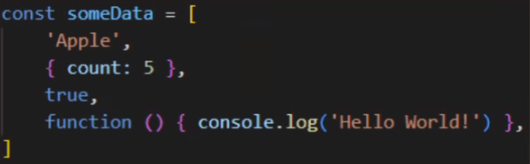 const someData = [
    'Apple',
    { count: 5 },
    true,
    function () { console.log('Hello World!') },
]